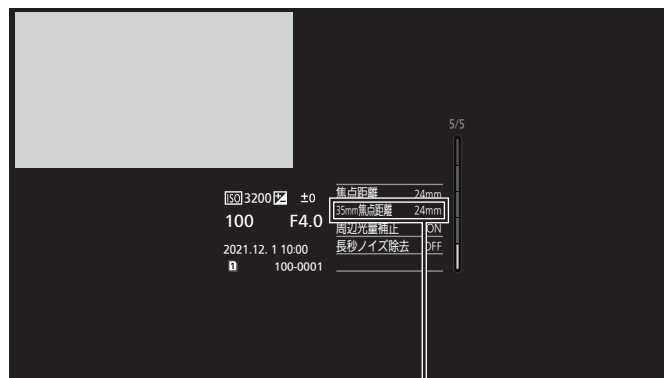 5/5
焦点距離 24mm
ISO 3200 ±0
35mm焦点距離 24mm
100 F4.0
周辺光量補正 ON
長秒ノイズ除去 OFF
2021.12. 1 10:00
1 100-0001